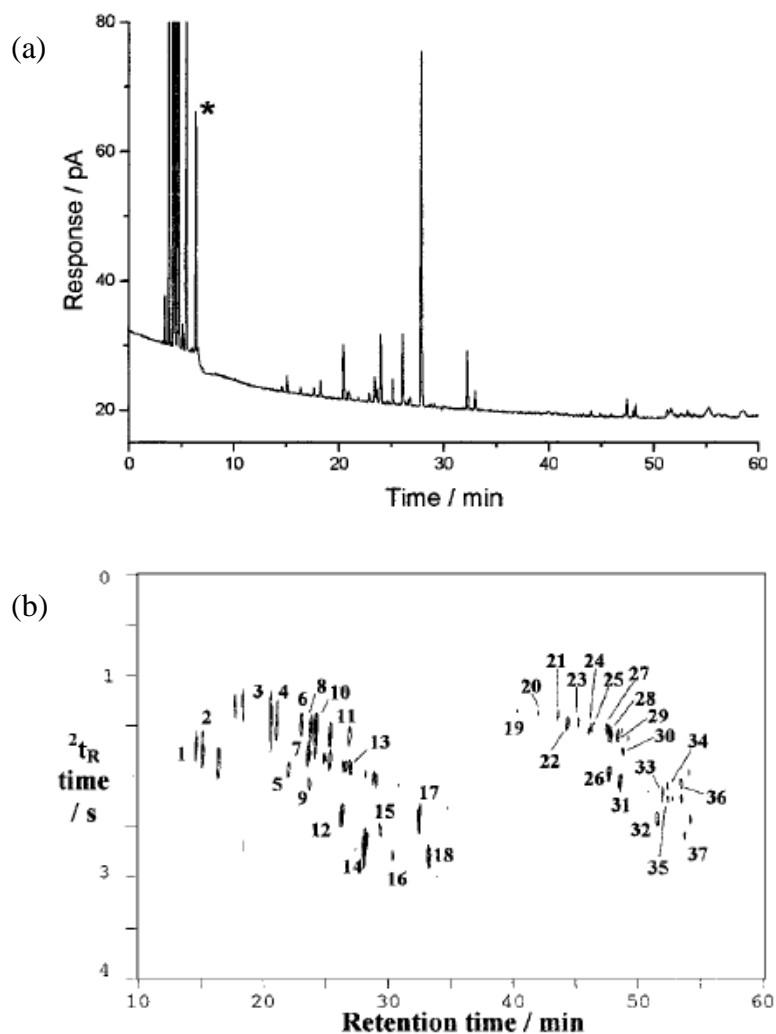 (a)
80
60
40
20
Response / pA
*
0 10 20 30 40 50 60
Time / min
(b)
0
1
2
3
4
²tR
time
/ s
1 2 3 4 5 6 7 8 9 10 11 12 13 14 15 16 17 18
19 20 21 22 23 24 25 26 27 28 29 30 31 32 33 34 35 36 37
10 20 30 40 50 60
Retention time / min